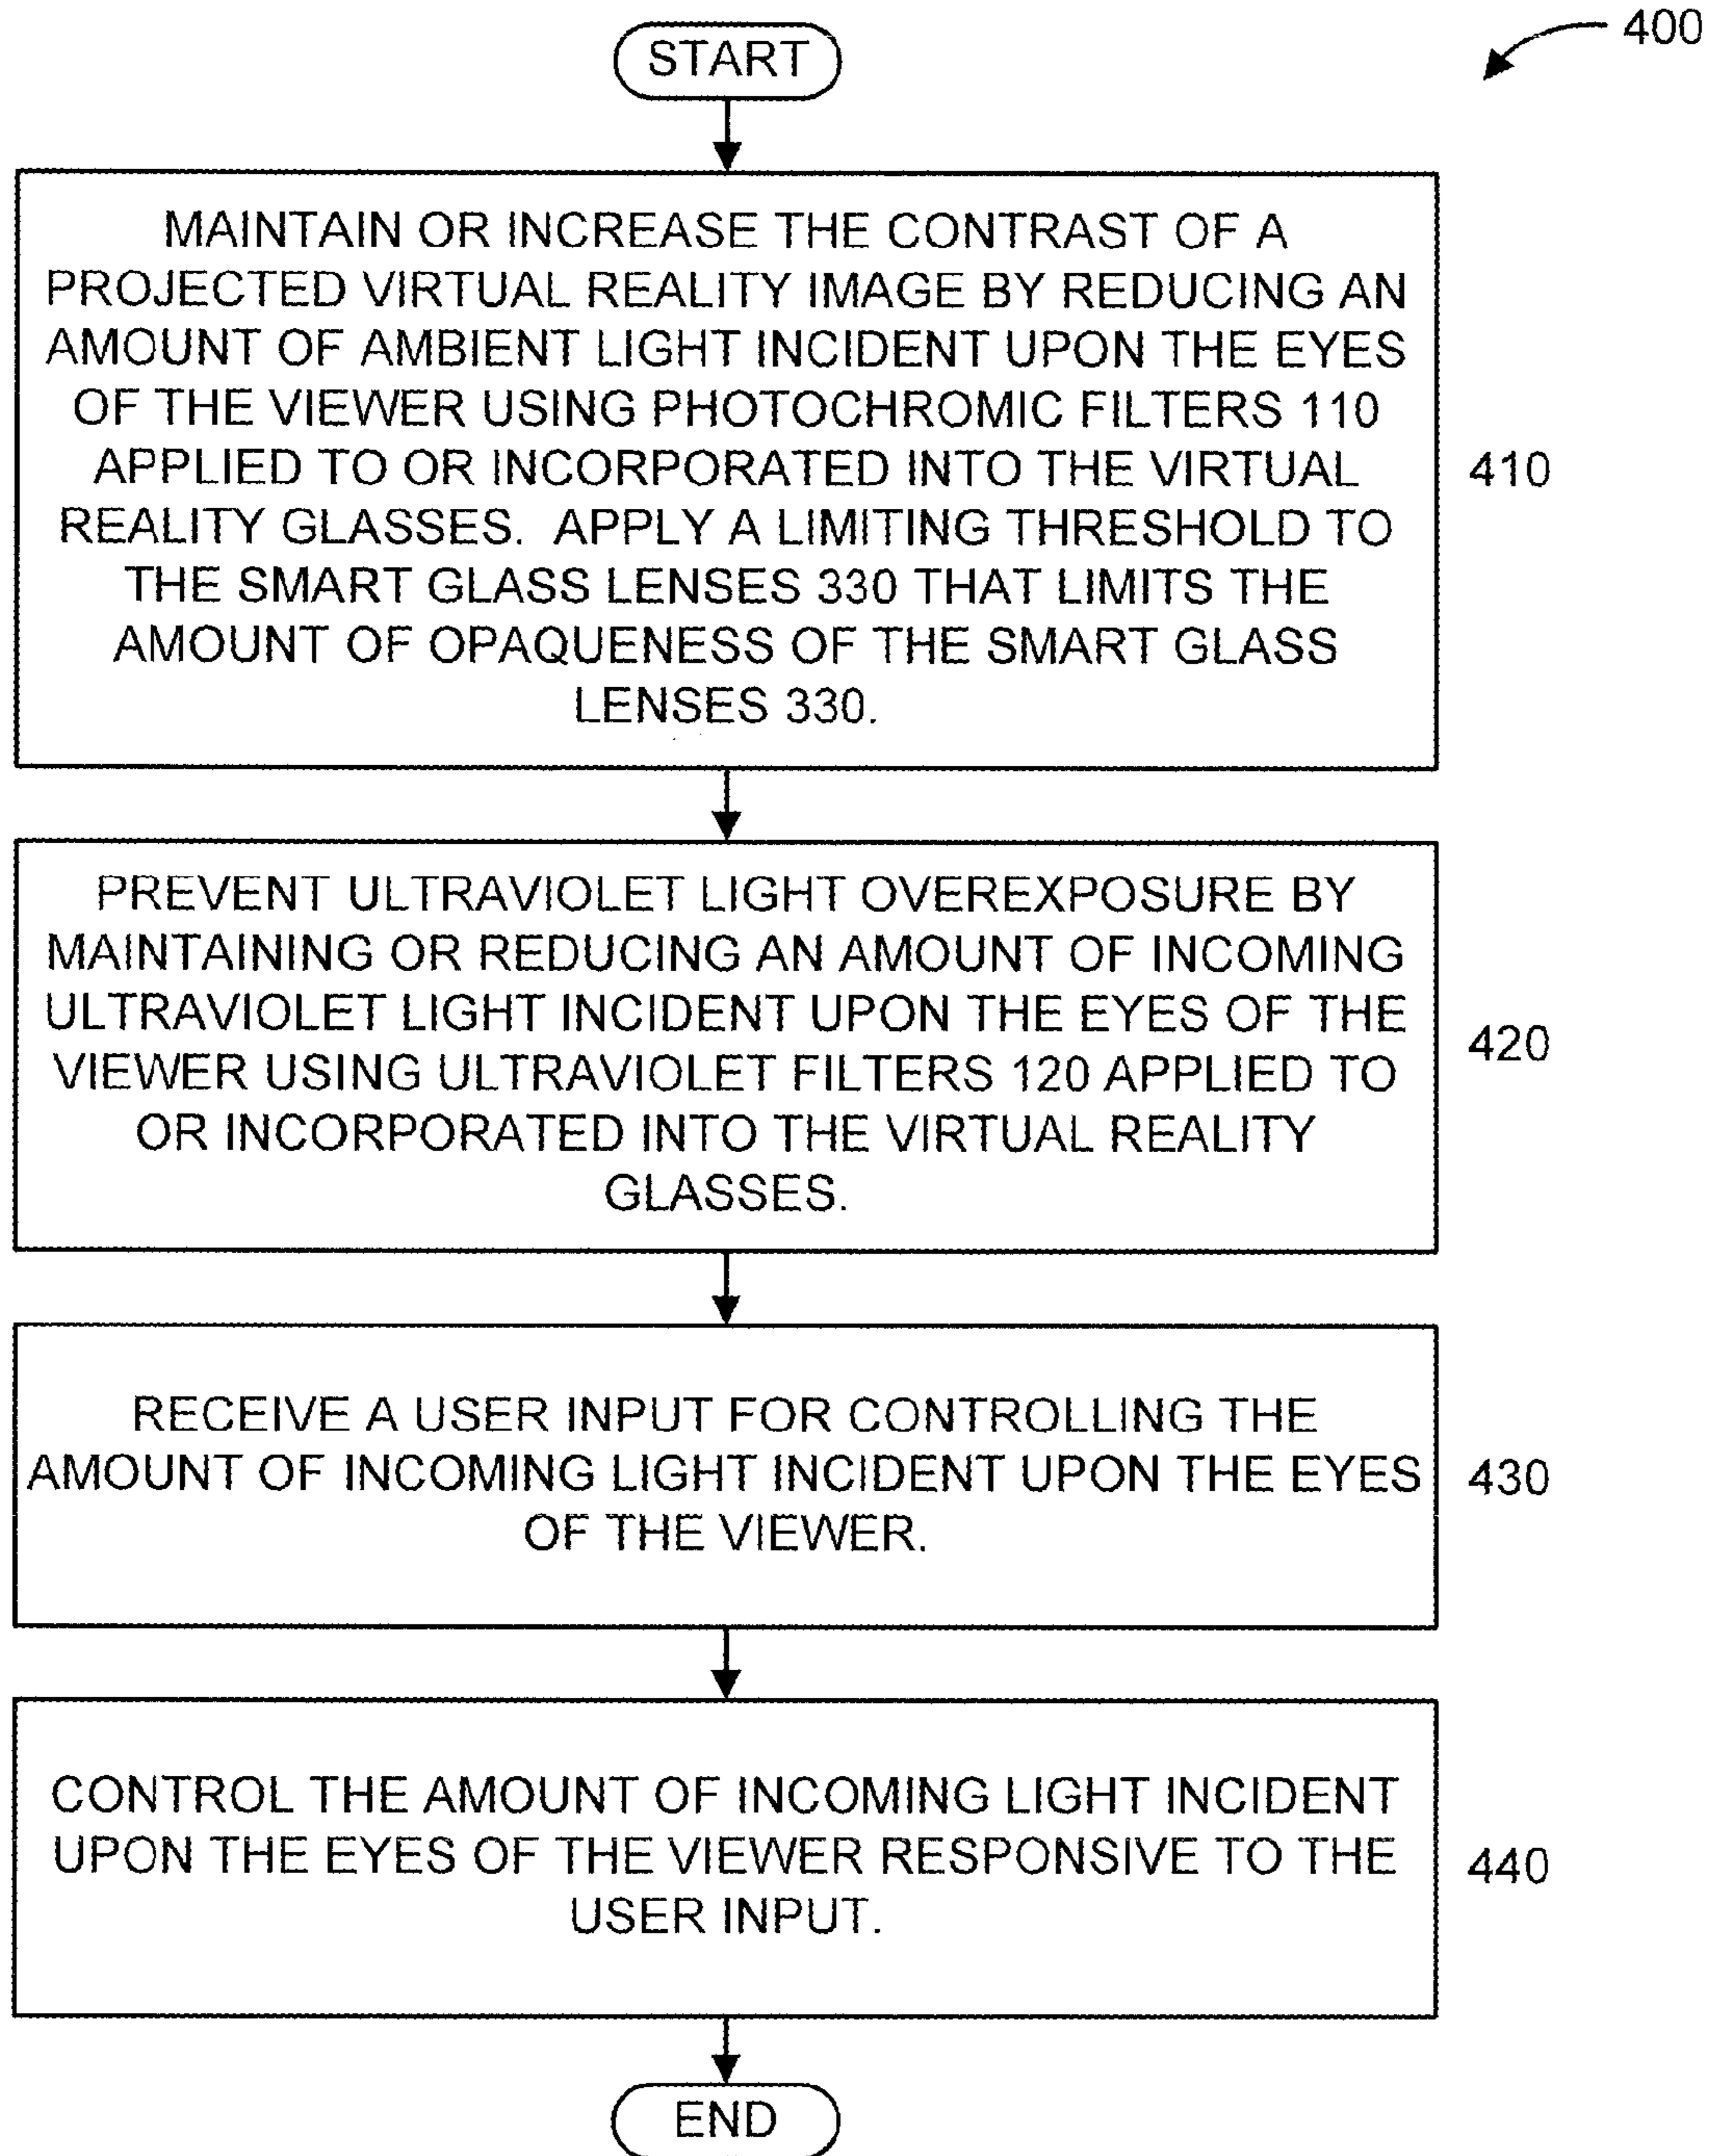 400
START
MAINTAIN OR INCREASE THE CONTRAST OF A
PROJECTED VIRTUAL REALITY IMAGE BY REDUCING AN
AMOUNT OF AMBIENT LIGHT INCIDENT UPON THE EYES
OF THE VIEWER USING PHOTOCHROMIC FILTERS 110
APPLIED TO OR INCORPORATED INTO THE VIRTUAL
REALITY GLASSES. APPLY A LIMITING THRESHOLD TO
THE SMART GLASS LENSES 330 THAT LIMITS THE
AMOUNT OF OPAQUENESS OF THE SMART GLASS
LENSES 330.
410
PREVENT ULTRAVIOLET LIGHT OVEREXPOSURE BY
MAINTAINING OR REDUCING AN AMOUNT OF INCOMING
ULTRAVIOLET LIGHT INCIDENT UPON THE EYES OF THE
VIEWER USING ULTRAVIOLET FILTERS 120 APPLIED TO
OR INCORPORATED INTO THE VIRTUAL REALITY
GLASSES.
420
RECEIVE A USER INPUT FOR CONTROLLING THE
AMOUNT OF INCOMING LIGHT INCIDENT UPON THE EYES
OF THE VIEWER.
430
CONTROL THE AMOUNT OF INCOMING LIGHT INCIDENT
UPON THE EYES OF THE VIEWER RESPONSIVE TO THE
USER INPUT.
440
END